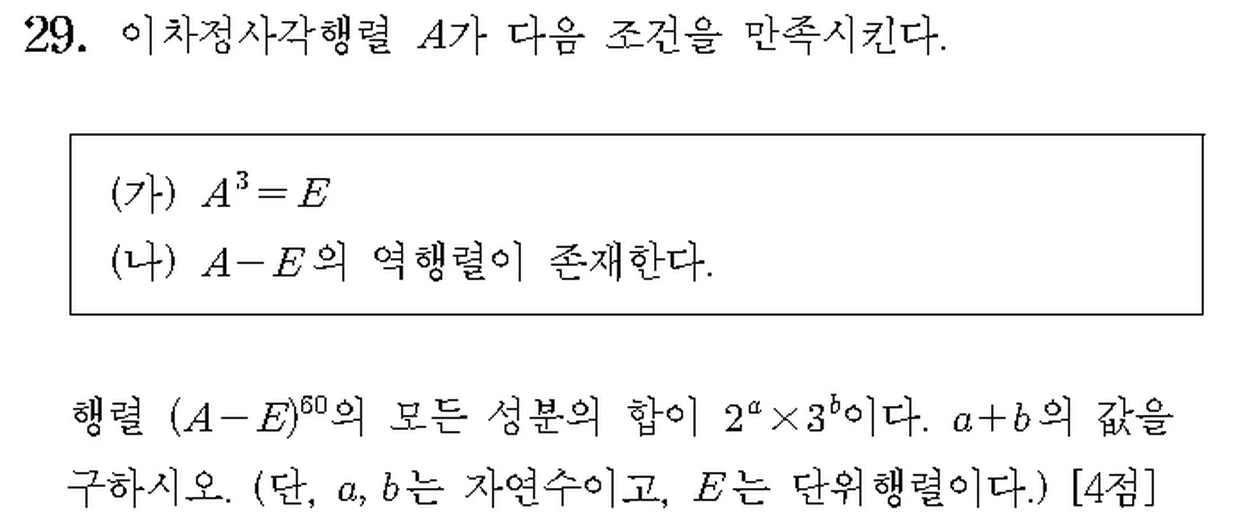 29. 이차정사각행렬 A가 다음 조건을 만족시킨다.
(가) A³ = E
(나) A − E의 역행렬이 존재한다.
행렬 (A − E)⁶⁰의 모든 성분의 합이 2ᵃ × 3ᵇ이다. a+b의 값을
구하시오. (단, a, b는 자연수이고, E는 단위행렬이다.) [4점]